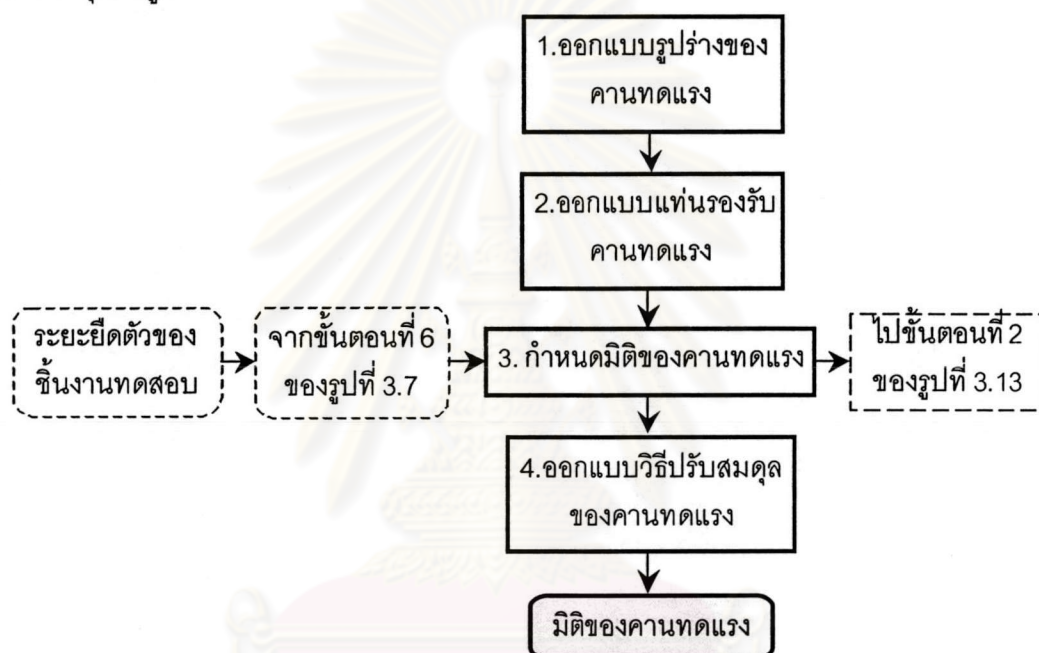 1.ออกแบบรูปร่างของ
คานทดแรง
2.ออกแบบแท่นรองรับ
คานทดแรง
ระยะยืดตัวของ
ชิ้นงานทดสอบ
จากขั้นตอนที่ 6
ของรูปที่ 3.7
3. กำหนดมิติของคานทดแรง
ไปขั้นตอนที่ 2
ของรูปที่ 3.13
4.ออกแบบวิธีปรับสมดุล
ของคานทดแรง
มิติของคานทดแรง